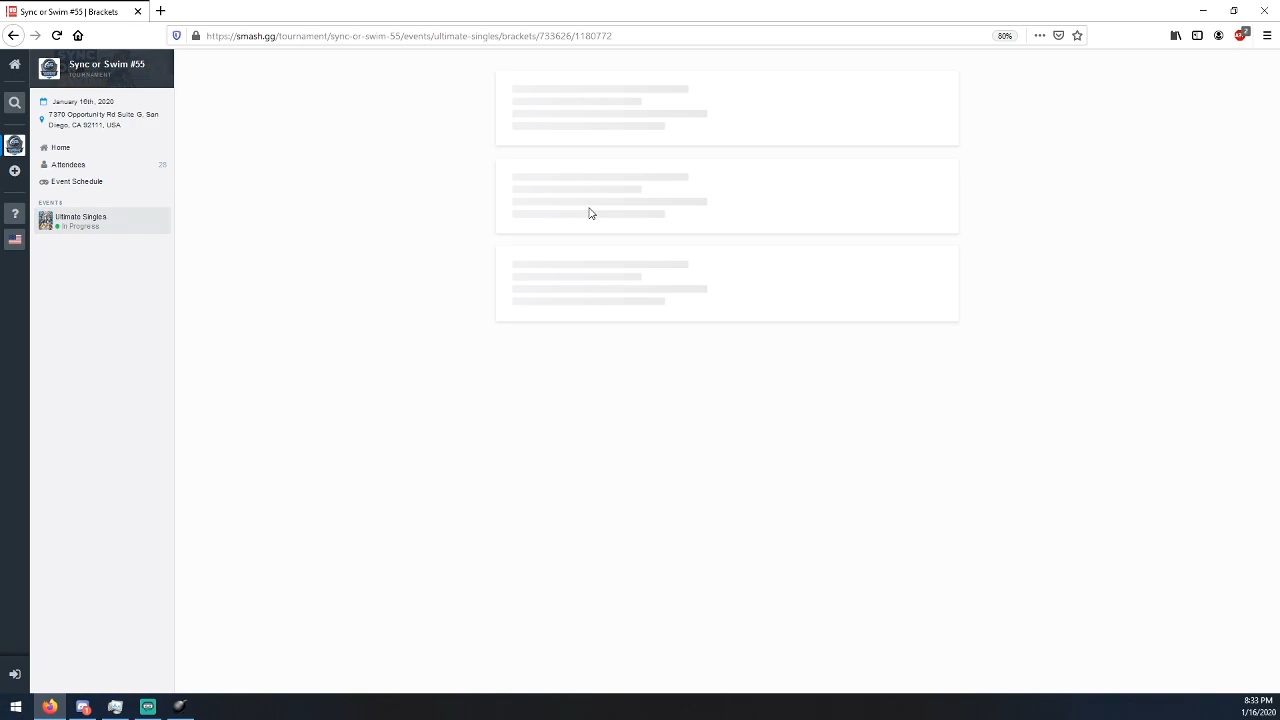 Sync or Swim #55 | Brackets
https://smash.gg/tournament/sync-or-swim-55/events/ultimate-singles/brackets/733626/1180772
80%
2
Sync or Swim #55
TOURNAMENT
January 16th, 2020
7370 Opportunity Rd Suite G, San
Diego, CA 92111, USA
Home
Attendees 28
Event Schedule
EVENTS
Ultimate Singles
In Progress
?
8:33 PM
1/16/2020